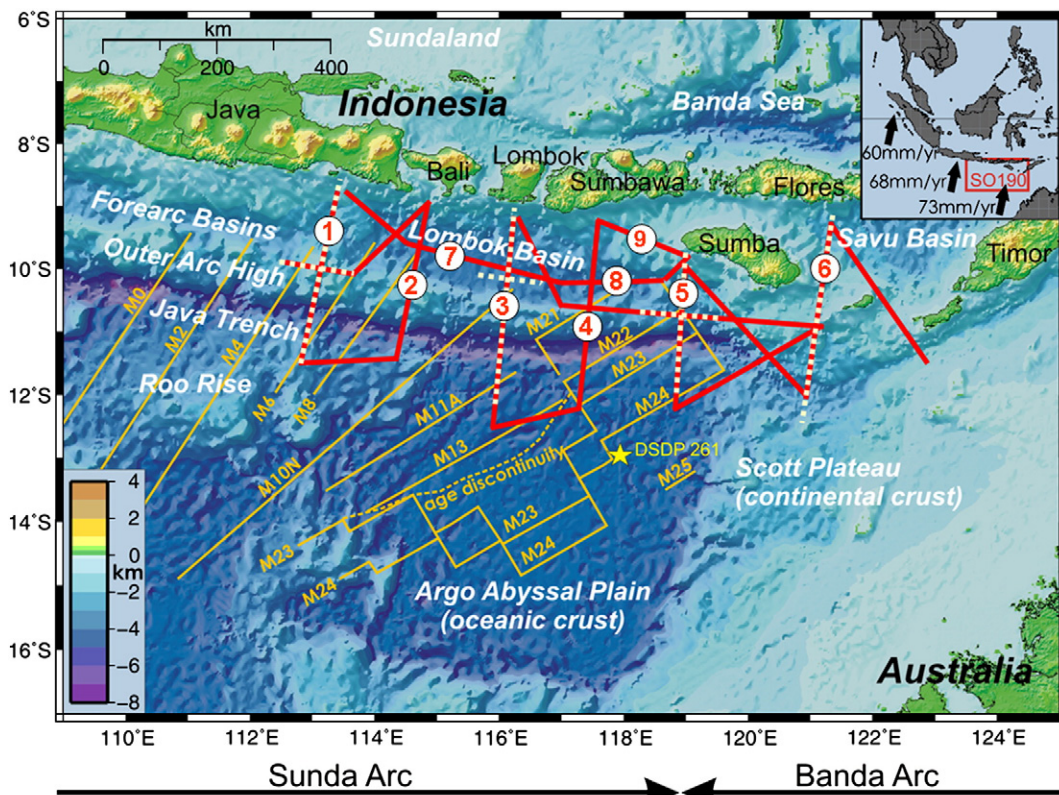 6°S
8°S
10°S
12°S
14°S
16°S
km
0
200
400
Sundaland
Java
Indonesia
Banda Sea
Bali
Lombok
Sumbawa
Flores
60mm/yr
68mm/yr
SO190
73mm/yr
Forearc Basins
Lombok Basin
Sumba
Savu Basin
Timor
Outer Arc High
Java Trench
Roo Rise
1
2
3
4
5
6
7
8
9
M0
M2
M4
M6
M8
M10N
M11A
M13
M21
M22
M23
M24
M25
age discontinuity
DSDP 261
M23
M24
M23
M24
Scott Plateau
(continental crust)
Argo Abyssal Plain
(oceanic crust)
Australia
4
2
0
km
−2
−4
−6
−8
110°E
112°E
114°E
116°E
118°E
120°E
122°E
124°E
Sunda Arc
Banda Arc